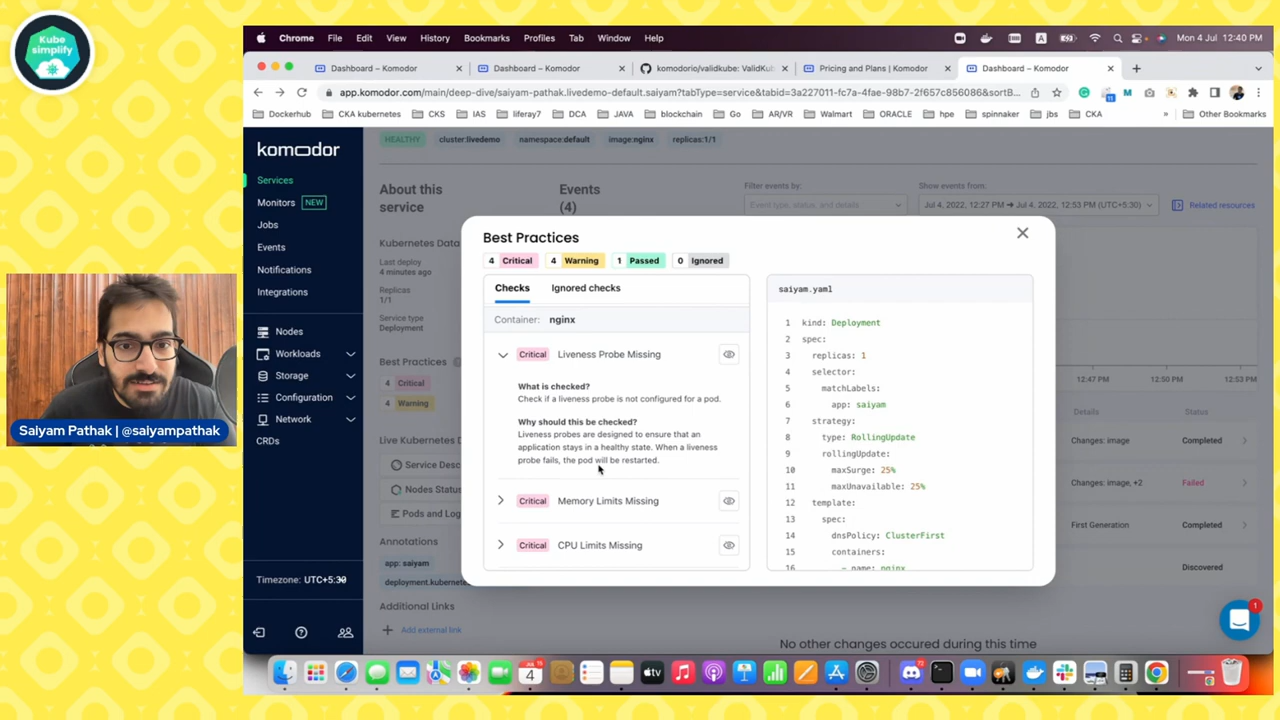 Kube
simplify
Chrome File Edit View History Bookmarks Profiles Tab Window Help
A
Mon 4 Jul 12:40 PM
Dashboard – Komodor
Dashboard – Komodor
komodorio/validkube: ValidKu
Pricing and Plans | Komodor
Dashboard – Komodor
app.komodor.com/main/deep-dive/saiyam-pathak.livedemo-default.saiyam?tabType=service&tabid=3a227011-fc7a-4fae-98b7-2f657c856086&sortB...
Dockerhub CKA kubernetes CKS IAS liferay7 DCA JAVA blockchain Go AR/VR Walmart ORACLE hpe spinnaker jbs CKA » Other Bookmarks
komodor
Services
Monitors NEW
Jobs
Events
Notifications
Integrations
Nodes
Workloads
Storage
Configuration
Network
CRDs
Timezone: UTC+5:30
HEALTHY cluster:livedemo namespace:default image:nginx replicas:1/1
About this
service
Kubernetes Data
Last deploy
4 minutes ago
Replicas
1/1
Service type
Deployment
Best Practices
4 Critical
4 Warning
Live Kubernetes D
Service Desc
Nodes Status
Pods and Log
Annotations
app: saiyam
deployment.kubernete
Additional Links
Add external link
Events
(4)
Filter events by:
Event type, status, and details
Show events from:
Jul 4, 2022, 12:27 PM ➔ Jul 4, 2022, 12:53 PM (UTC+5:30)
Related resources
Best Practices
4 Critical 4 Warning 1 Passed 0 Ignored
Checks Ignored checks
Container: nginx
Critical Liveness Probe Missing
What is checked?
Check if a liveness probe is not configured for a pod.
Why should this be checked?
Liveness probes are designed to ensure that an
application stays in a healthy state. When a liveness
probe fails, the pod will be restarted.
Critical Memory Limits Missing
Critical CPU Limits Missing
saiyam.yaml
1 kind: Deployment
2 spec:
3 replicas: 1
4 selector:
5 matchLabels:
6 app: saiyam
7 strategy:
8 type: RollingUpdate
9 rollingUpdate:
10 maxSurge: 25%
11 maxUnavailable: 25%
12 template:
13 spec:
14 dnsPolicy: ClusterFirst
15 containers:
16 - name: nginx
12:47 PM 12:50 PM 12:53 PM
Details Status
Changes: image Completed
Changes: image, +2 Failed
First Generation Completed
Discovered
No other changes occured during this time
1
Saiyam Pathak | @saiyampathak